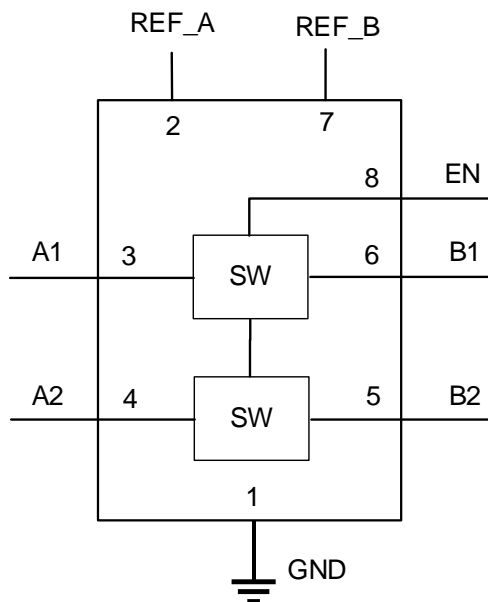 REF_A REF_B
2 7
8 EN
A1 3 SW 6 B1
A2 4 SW 5 B2
1
GND